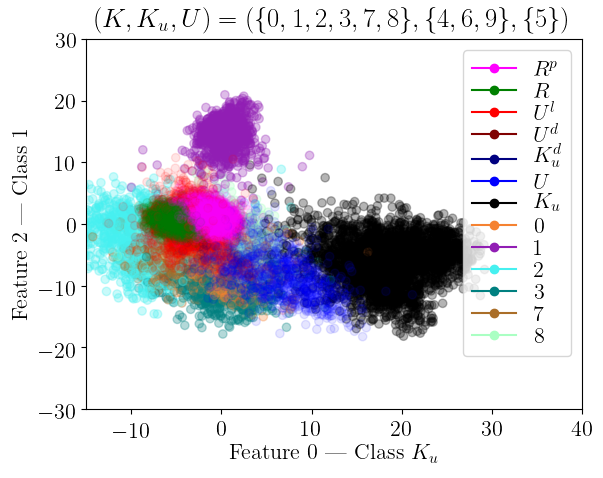 (K, K_u, U) = ({0, 1, 2, 3, 7, 8}, {4, 6, 9}, {5})
30
20
10
0
−10
−20
−30
Feature 2 — Class 1
−10 0 10 20 30 40
Feature 0 — Class K_u
R^p
R
U^l
U^d
K_u^d
U
K_u
0
1
2
3
7
8